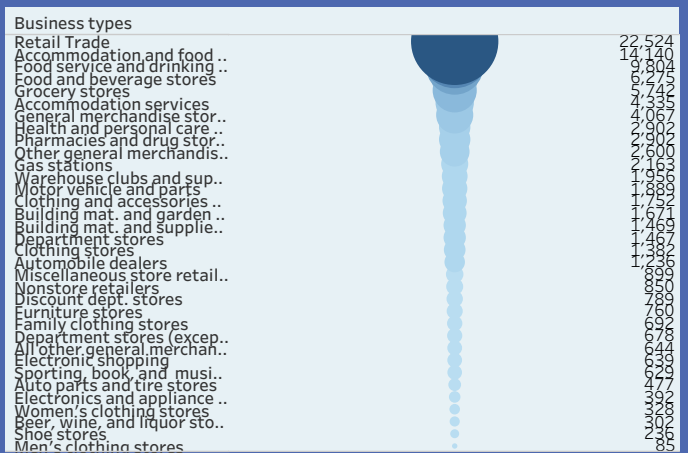 Business types
Retail Trade 22,524
Accommodation and food .. 14,140
Food service and drinking .. 9,804
Food and beverage stores 6,275
Grocery stores 5,742
Accommodation services 4,335
General merchandise stor.. 4,067
Health and personal care .. 2,902
Pharmacies and drug stor.. 2,902
Other general merchandis.. 2,600
Gas stations 2,163
Warehouse clubs and sup.. 1,956
Motor vehicle and parts 1,889
Clothing and accessories .. 1,752
Building mat. and garden .. 1,671
Building mat. and supplie.. 1,469
Department stores 1,467
Clothing stores 1,382
Automobile dealers 1,236
Miscellaneous store retail.. 899
Nonstore retailers 850
Discount dept. stores 789
Furniture stores 760
Family clothing stores 692
Department stores (excep.. 678
All other general merchan.. 644
Electronic shopping 639
Sporting, book, and musi.. 629
Auto parts and tire stores 477
Electronics and appliance .. 392
Women's clothing stores 328
Beer, wine, and liquor sto.. 302
Shoe stores 236
Men's clothing stores 85